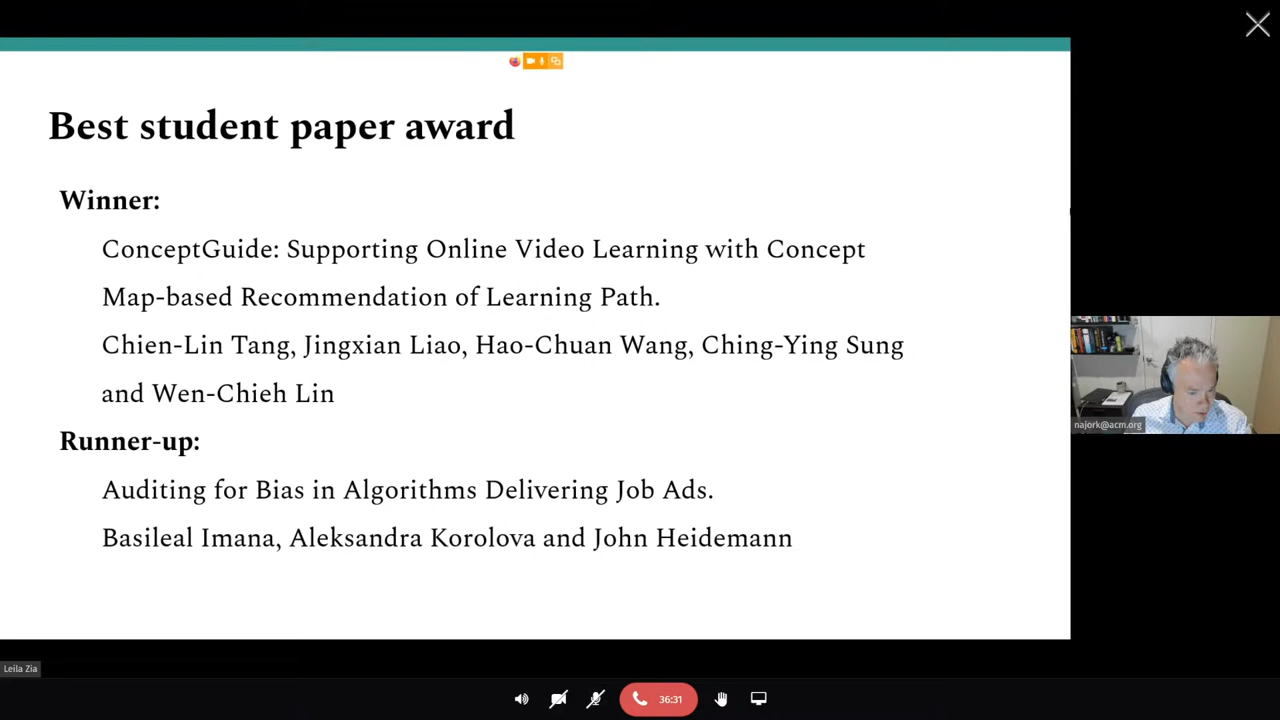 Best student paper award
Winner:
ConceptGuide: Supporting Online Video Learning with Concept
Map-based Recommendation of Learning Path.
Chien-Lin Tang, Jingxian Liao, Hao-Chuan Wang, Ching-Ying Sung
and Wen-Chieh Lin
Runner-up:
Auditing for Bias in Algorithms Delivering Job Ads.
Basileal Imana, Aleksandra Korolova and John Heidemann
najork@acm.org
Leila Zia
36:31